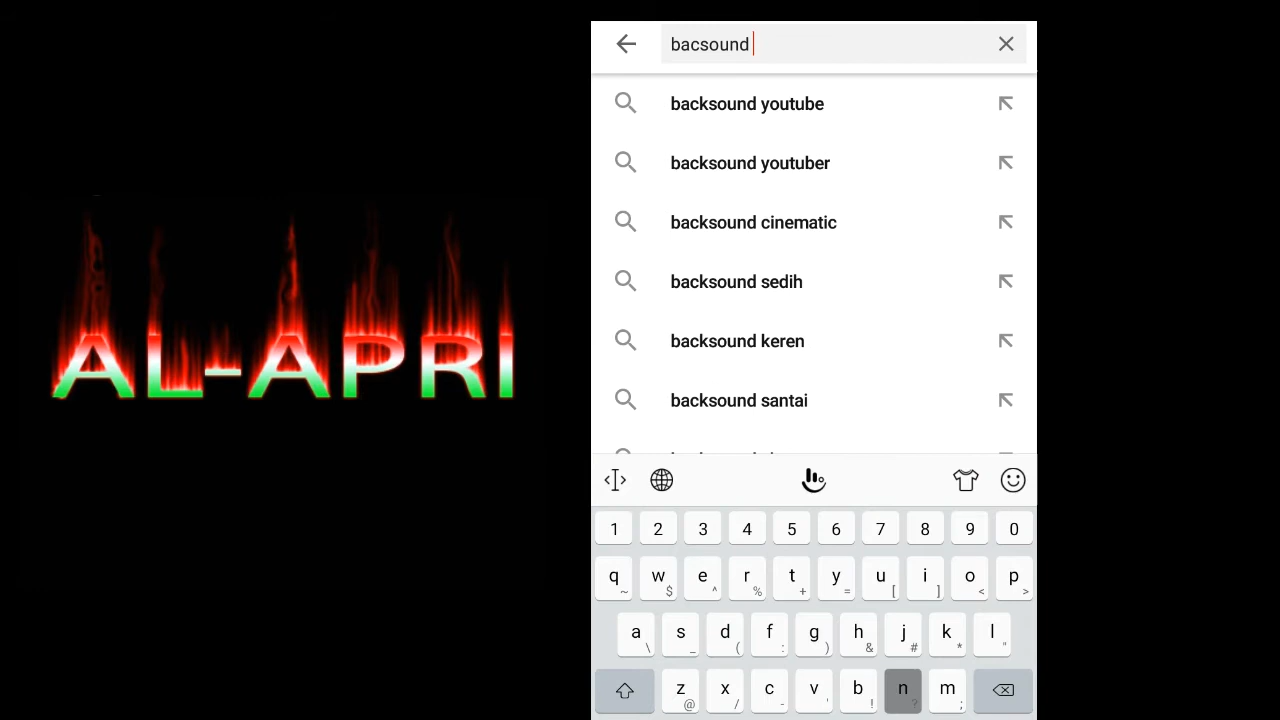 AL-APRI
bacsound
backsound youtube
backsound youtuber
backsound cinematic
backsound sedih
backsound keren
backsound santai
1 2 3 4 5 6 7 8 9 0
q w e r t y u i o p
~ $ ^ % + = [ ] < >
a s d f g h j k l
\ _ ( : ) & # * "
z x c v b n m
@ / - ' ! ? ;